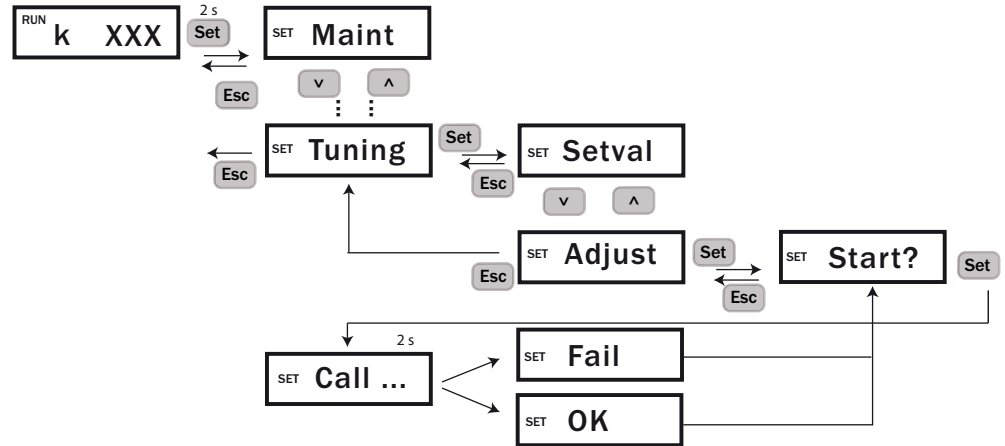 RUN k XXX
2 s
Set
SET Maint
Esc
v ^
SET Tuning
Set
SET Setval
Esc
Esc
v ^
SET Adjust
Set
SET Start?
Set
Esc
Esc
2 s
SET Call ...
SET Fail
SET OK